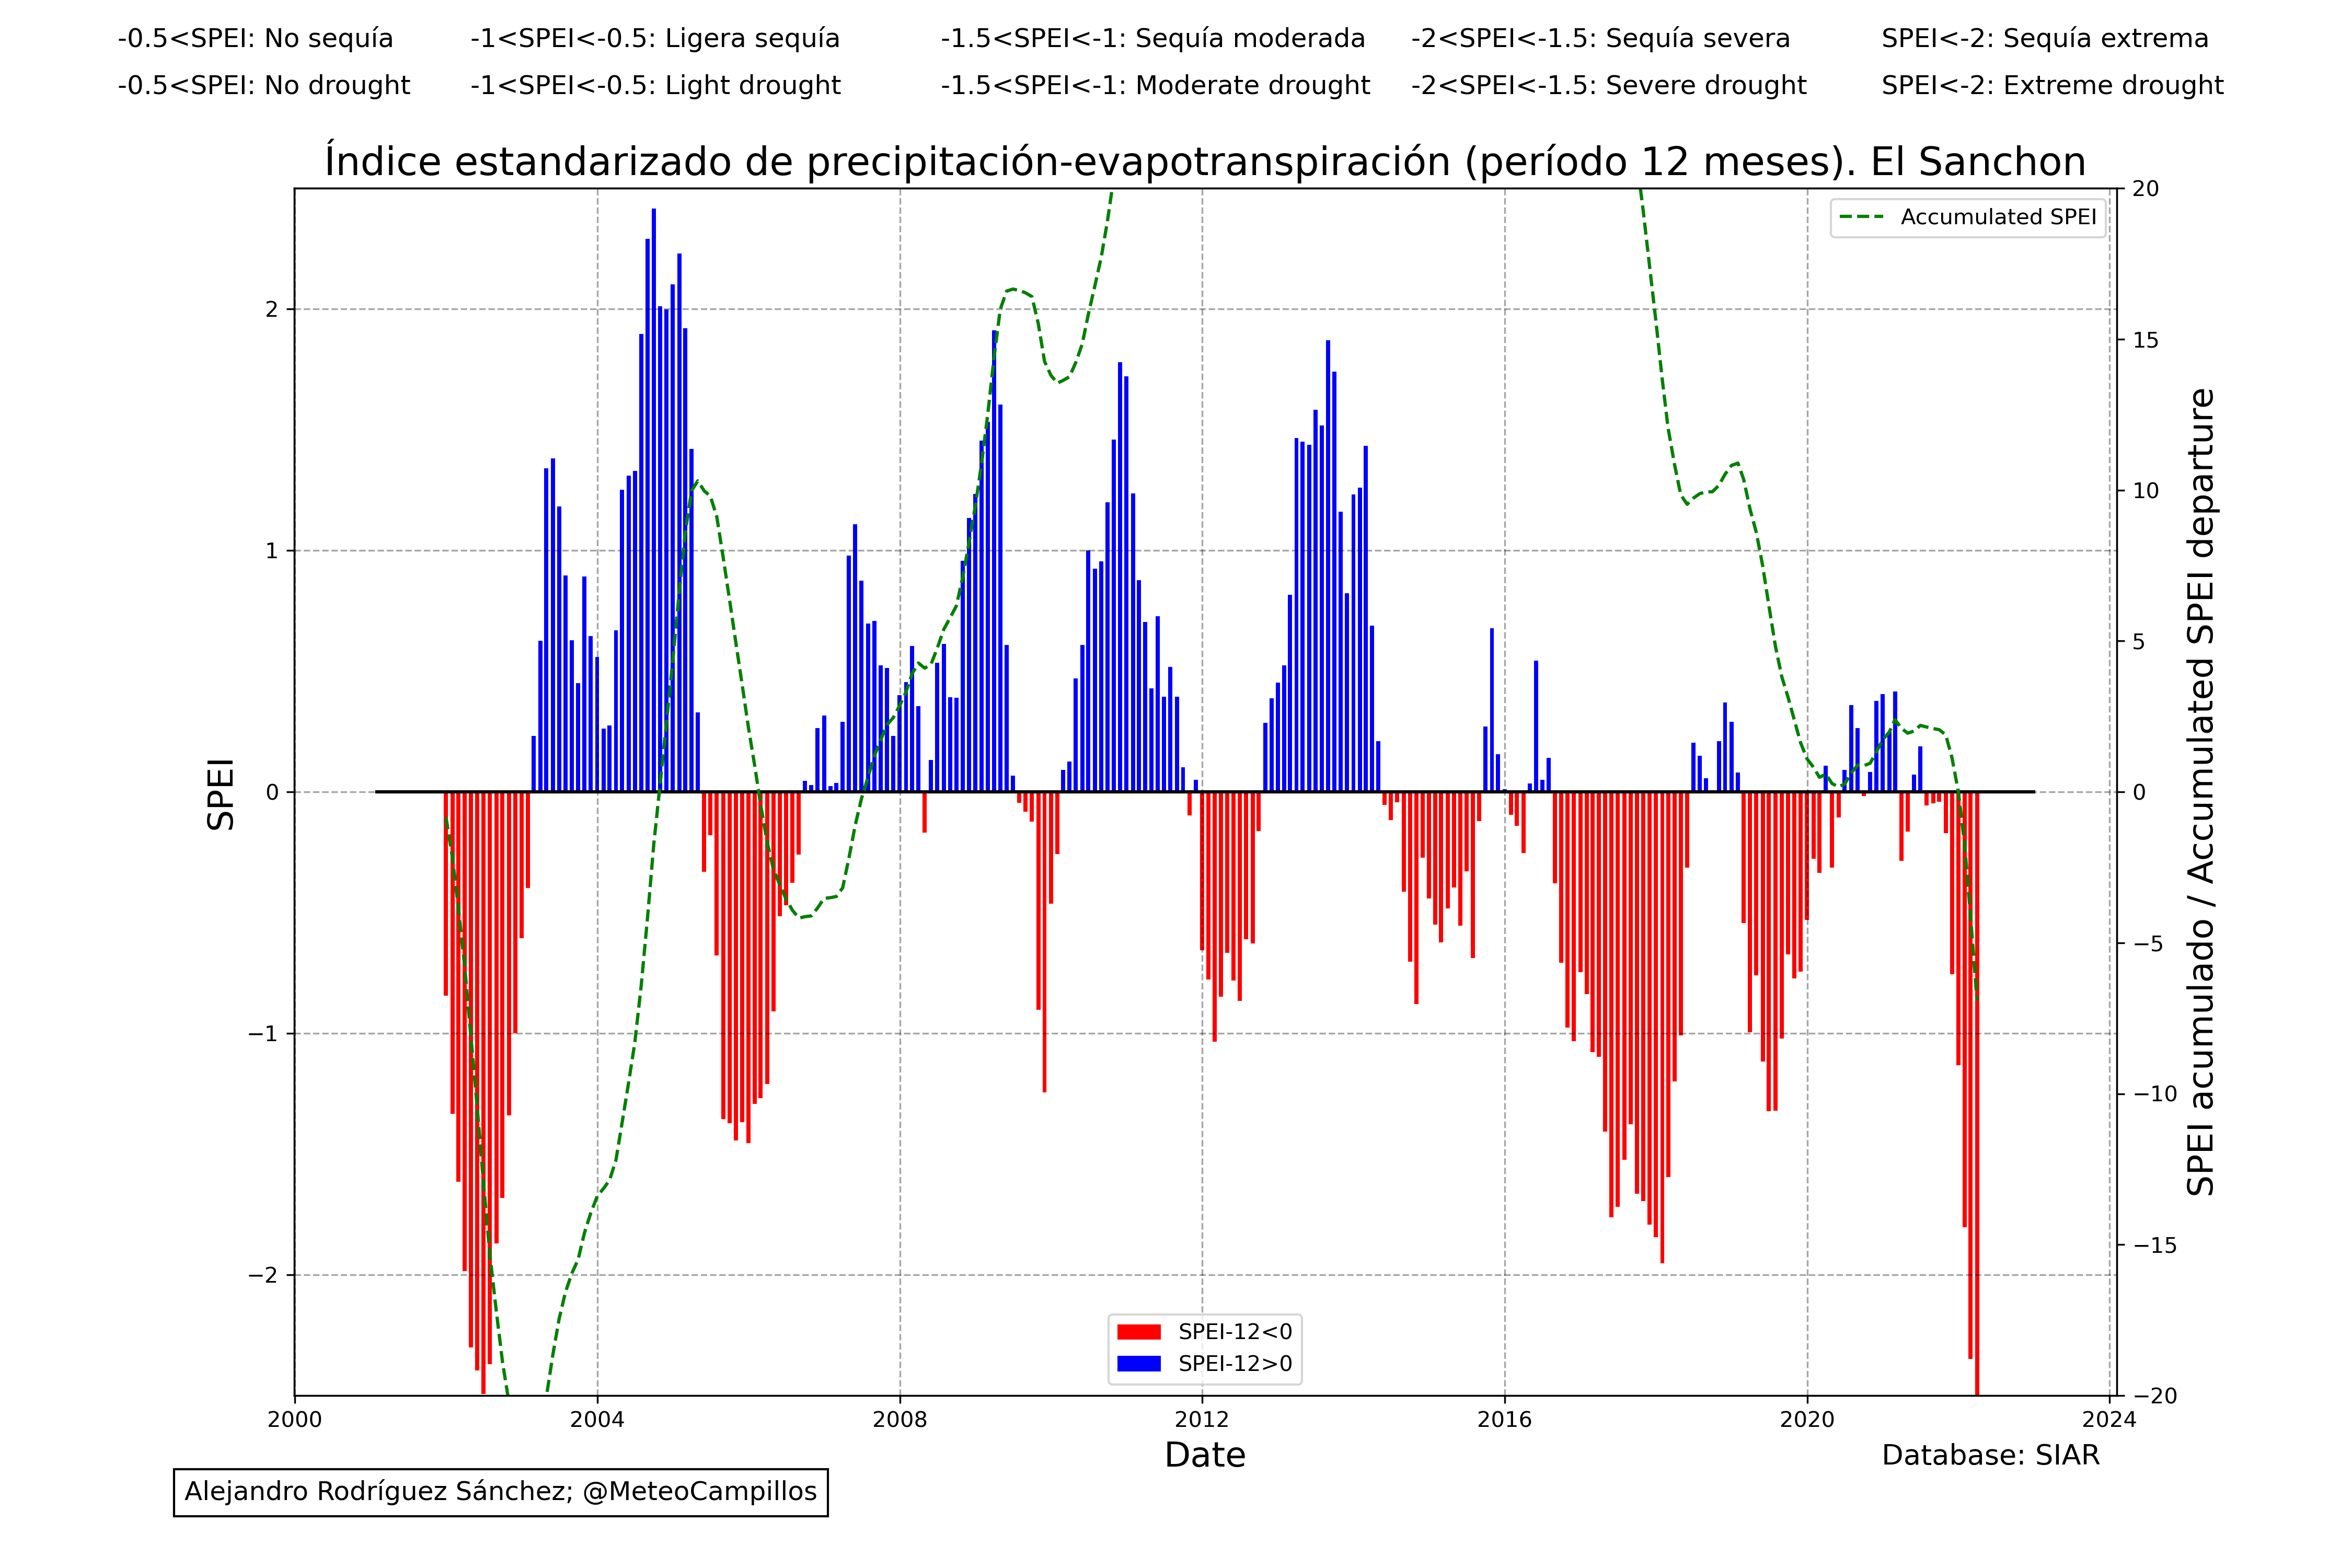 -0.5<SPEI: No sequía -1<SPEI<-0.5: Ligera sequía -1.5<SPEI<-1: Sequía moderada -2<SPEI<-1.5: Sequía severa SPEI<-2: Sequía extrema
-0.5<SPEI: No drought -1<SPEI<-0.5: Light drought -1.5<SPEI<-1: Moderate drought -2<SPEI<-1.5: Severe drought SPEI<-2: Extreme drought
Índice estandarizado de precipitación-evapotranspiración (período 12 meses). El Sanchon
Accumulated SPEI
SPEI
2
1
0
−1
−2
20
15
10
5
0
−5
−10
−15
−20
SPEI acumulado / Accumulated SPEI departure
SPEI-12<0
SPEI-12>0
2000 2004 2008 2012 2016 2020 2024
Date
Database: SIAR
Alejandro Rodríguez Sánchez; @MeteoCampillos